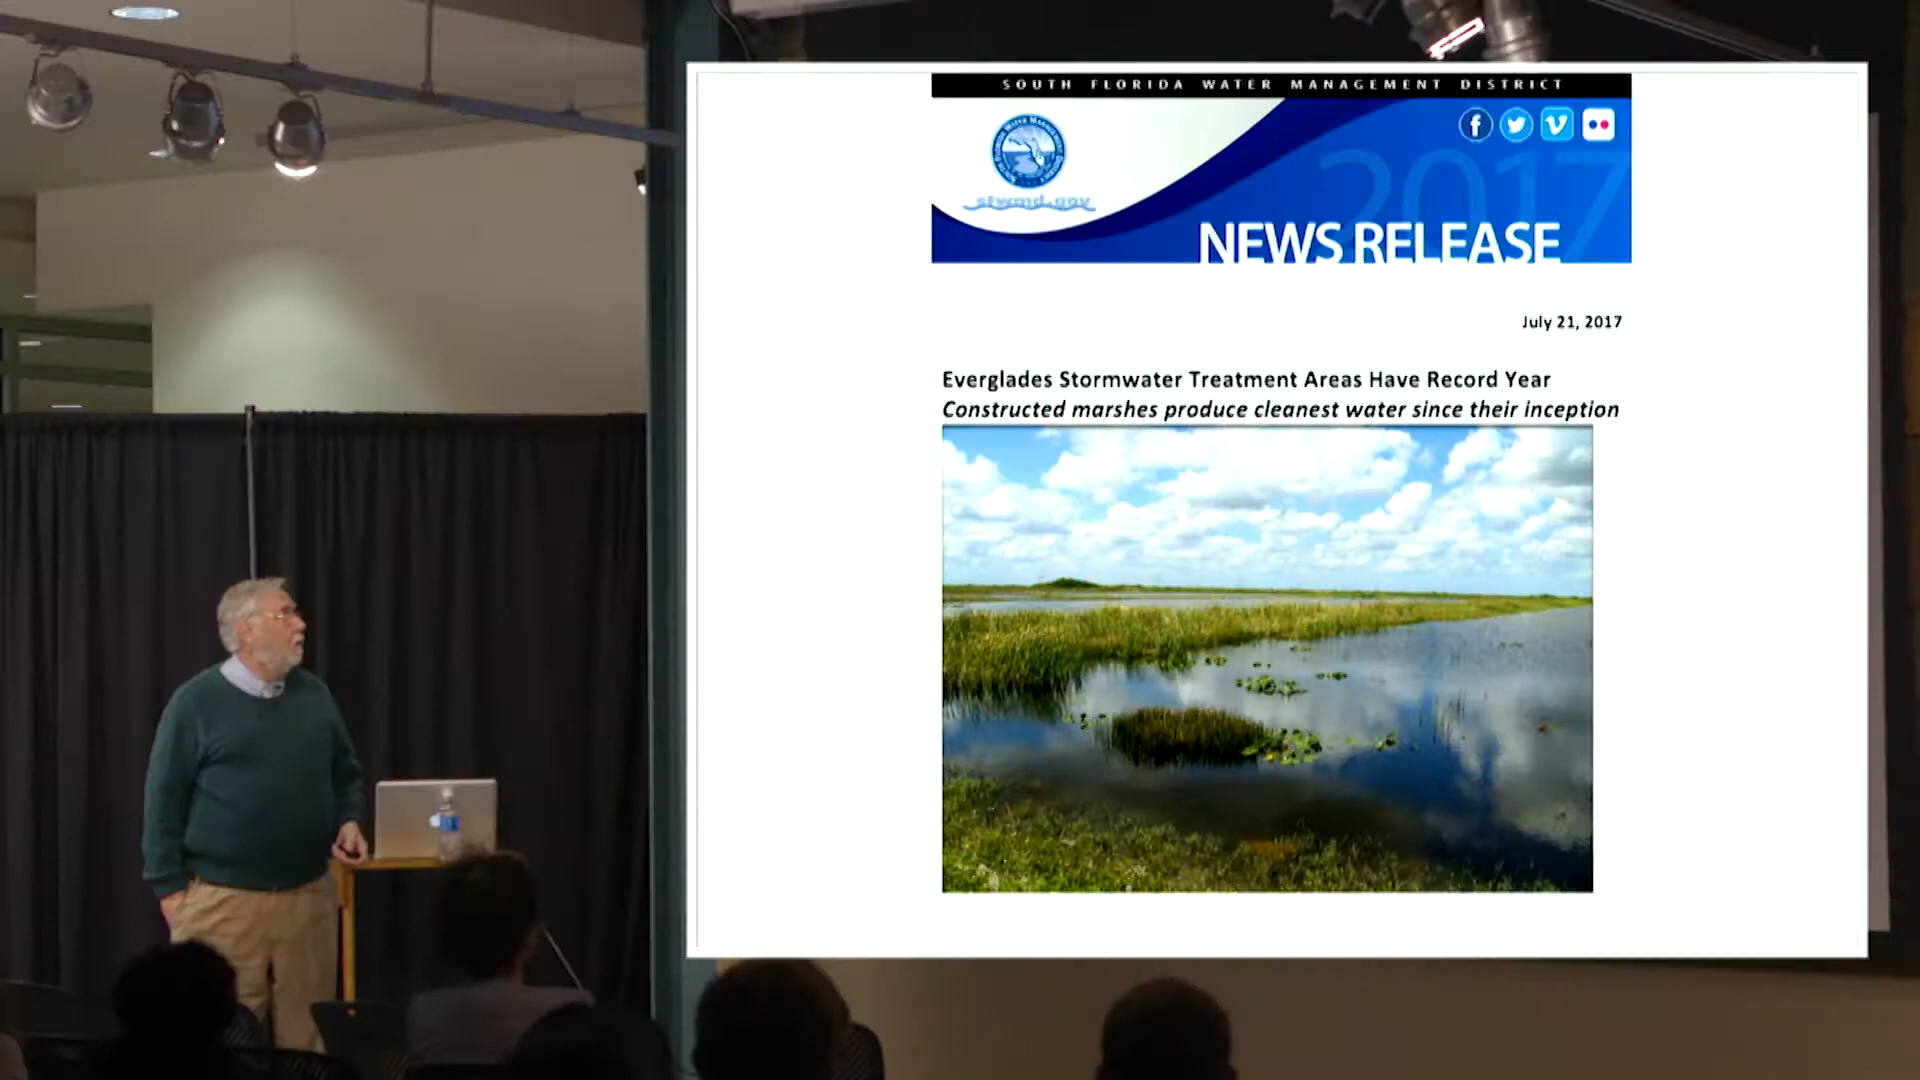 SOUTH FLORIDA WATER MANAGEMENT DISTRICT
sfwmd.gov
2017
NEWS RELEASE
July 21, 2017
Everglades Stormwater Treatment Areas Have Record Year
Constructed marshes produce cleanest water since their inception